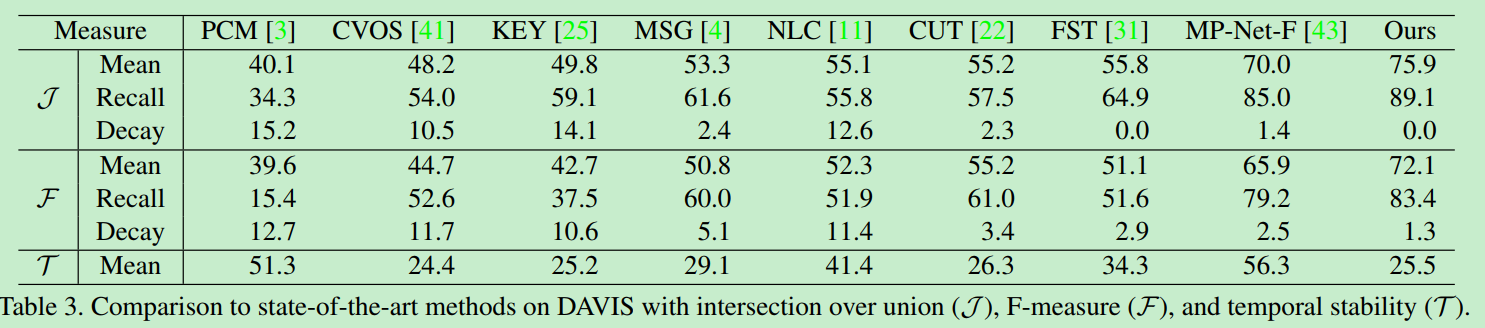 Measure PCM [3] CVOS [41] KEY [25] MSG [4] NLC [11] CUT [22] FST [31] MP-Net-F [43] Ours
Mean 40.1 48.2 49.8 53.3 55.1 55.2 55.8 70.0 75.9
𝒥 Recall 34.3 54.0 59.1 61.6 55.8 57.5 64.9 85.0 89.1
Decay 15.2 10.5 14.1 2.4 12.6 2.3 0.0 1.4 0.0
Mean 39.6 44.7 42.7 50.8 52.3 55.2 51.1 65.9 72.1
ℱ Recall 15.4 52.6 37.5 60.0 51.9 61.0 51.6 79.2 83.4
Decay 12.7 11.7 10.6 5.1 11.4 3.4 2.9 2.5 1.3
𝒯 Mean 51.3 24.4 25.2 29.1 41.4 26.3 34.3 56.3 25.5
Table 3. Comparison to state-of-the-art methods on DAVIS with intersection over union (𝒥), F-measure (ℱ), and temporal stability (𝒯).